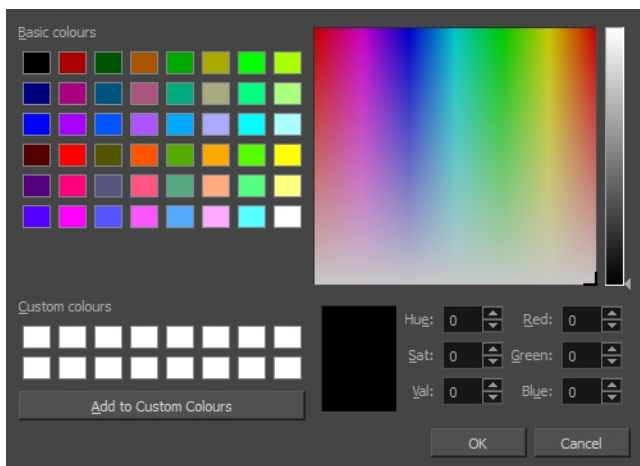 Basic colours
Custom colours
Add to Custom Colours
Hue: 0 Red: 0
Sat: 0 Green: 0
Val: 0 Blue: 0
OK Cancel